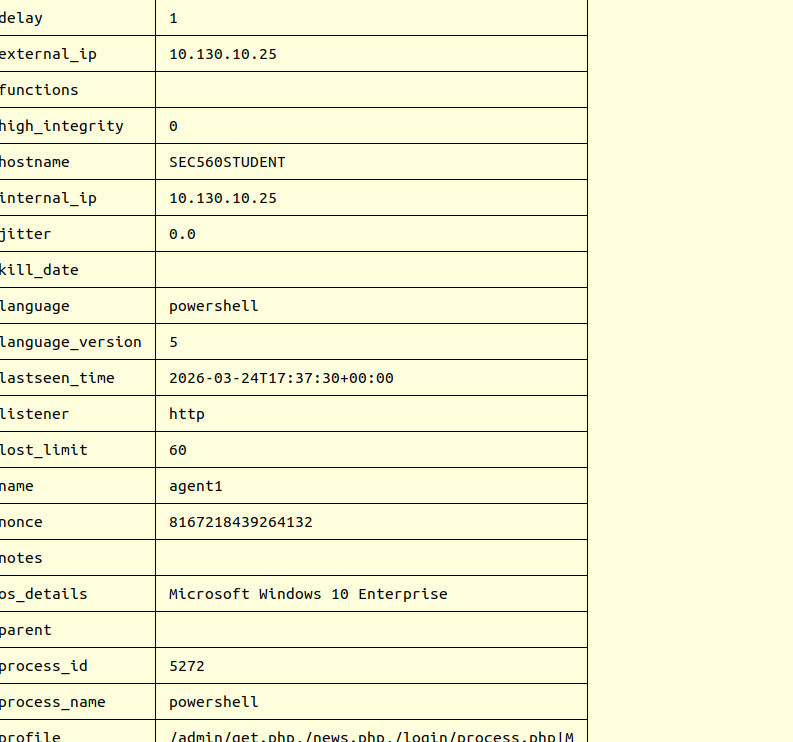 delay 1
external_ip 10.130.10.25
functions
high_integrity 0
hostname SEC560STUDENT
internal_ip 10.130.10.25
jitter 0.0
kill_date
language powershell
language_version 5
lastseen_time 2026-03-24T17:37:30+00:00
listener http
lost_limit 60
name agent1
nonce 8167218439264132
notes
os_details Microsoft Windows 10 Enterprise
parent
process_id 5272
process_name powershell
profile /admin/get.php,/news.php,/login/process.php|M